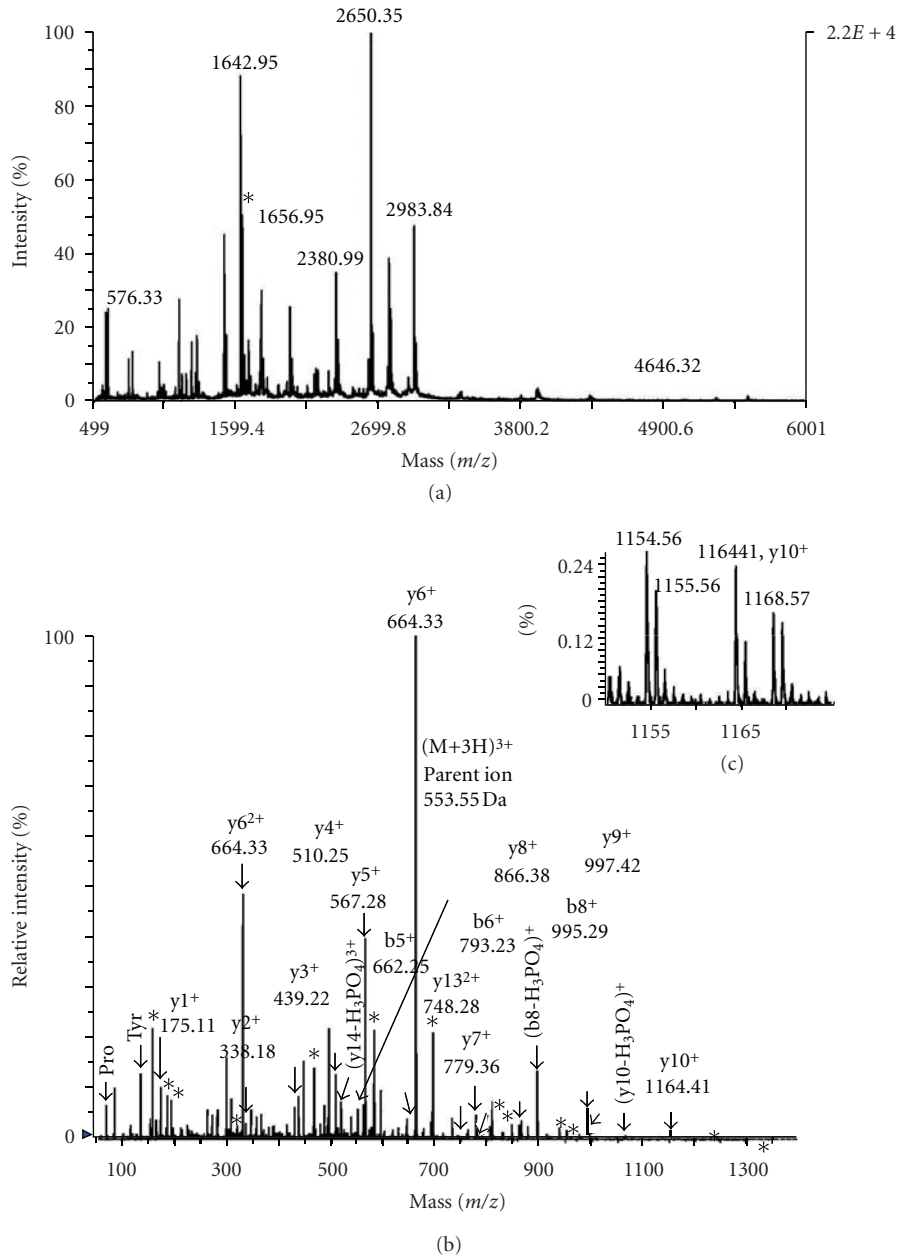 2650.35
100
2.2E + 4
1642.95
80
60
*
1656.95
2983.84
2380.99
40
576.33
20
4646.32
0
499
1599.4
2699.8
3800.2
4900.6
6001
Intensity (%)
Mass (m/z)
(a)
1154.56
116441, y10+
0.24
1155.56
1168.57
(%)
0.12
0
1155
1165
(c)
y6+
664.33
100
(M+3H)3+
Parent ion
553.55 Da
y6^2+
664.33
y4+
510.25
y5+
567.28
y8+
866.38
y9+
997.42
b5+
662.25
b6+
793.23
b8+
995.29
y3+
439.22
(y14-H3PO4)3+
y13^2+
748.28
(b8-H3PO4)+
y7+
779.36
(y10-H3PO4)+
y10+
1164.41
Pro
Tyr
y1+
175.11
y2+
338.18
* * * * * * * * * * * * *
0
100
300
500
700
900
1100
1300
Relative intensity (%)
Mass (m/z)
(b)